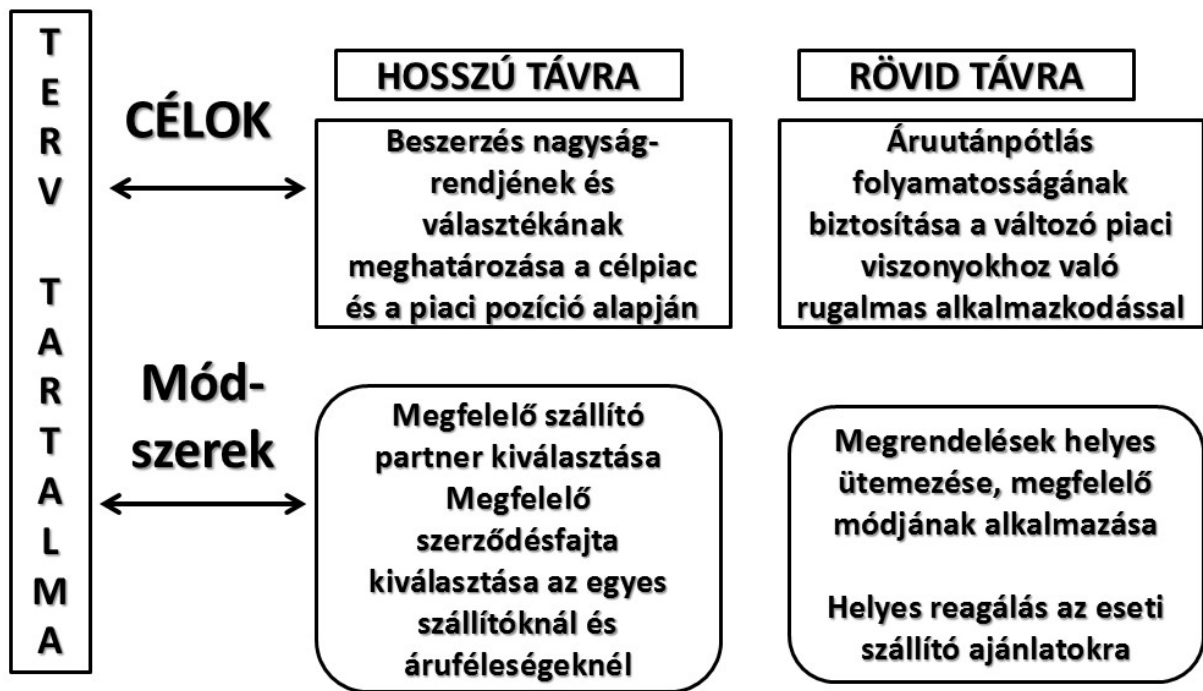 TERV TARTALMA
CÉLOK
HOSSZÚ TÁVRA
Beszerzés nagyság-
rendjének és
választékának
meghatározása a célpiac
és a piaci pozíció alapján
RÖVID TÁVRA
Áruutánpótlás
folyamatosságának
biztosítása a változó piaci
viszonyokhoz való
rugalmas alkalmazkodással
Mód-
szerek
Megfelelő szállító
partner kiválasztása
Megfelelő
szerződésfajta
kiválasztása az egyes
szállítóknál és
áruféleségeknél
Megrendelések helyes
ütemezése, megfelelő
módjának alkalmazása
Helyes reagálás az eseti
szállító ajánlatokra